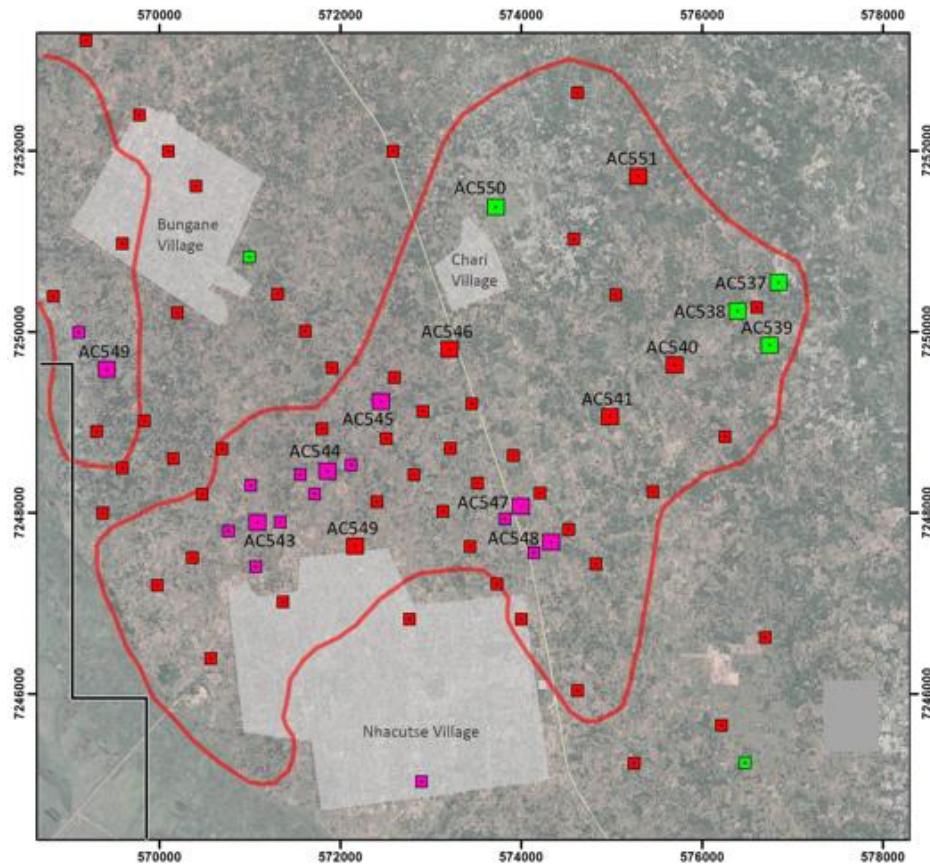 570000 572000 574000 576000 578000
7252000 7252000
AC551
AC550
Bungane
Village
Chari
Village
AC537
AC538
AC539
7250000 7250000
AC546
AC549
AC540
AC545
AC541
AC544
7248000 7248000
AC547
AC543
AC549
AC548
7246000 7246000
Nhacutse Village
570000 572000 574000 576000 578000